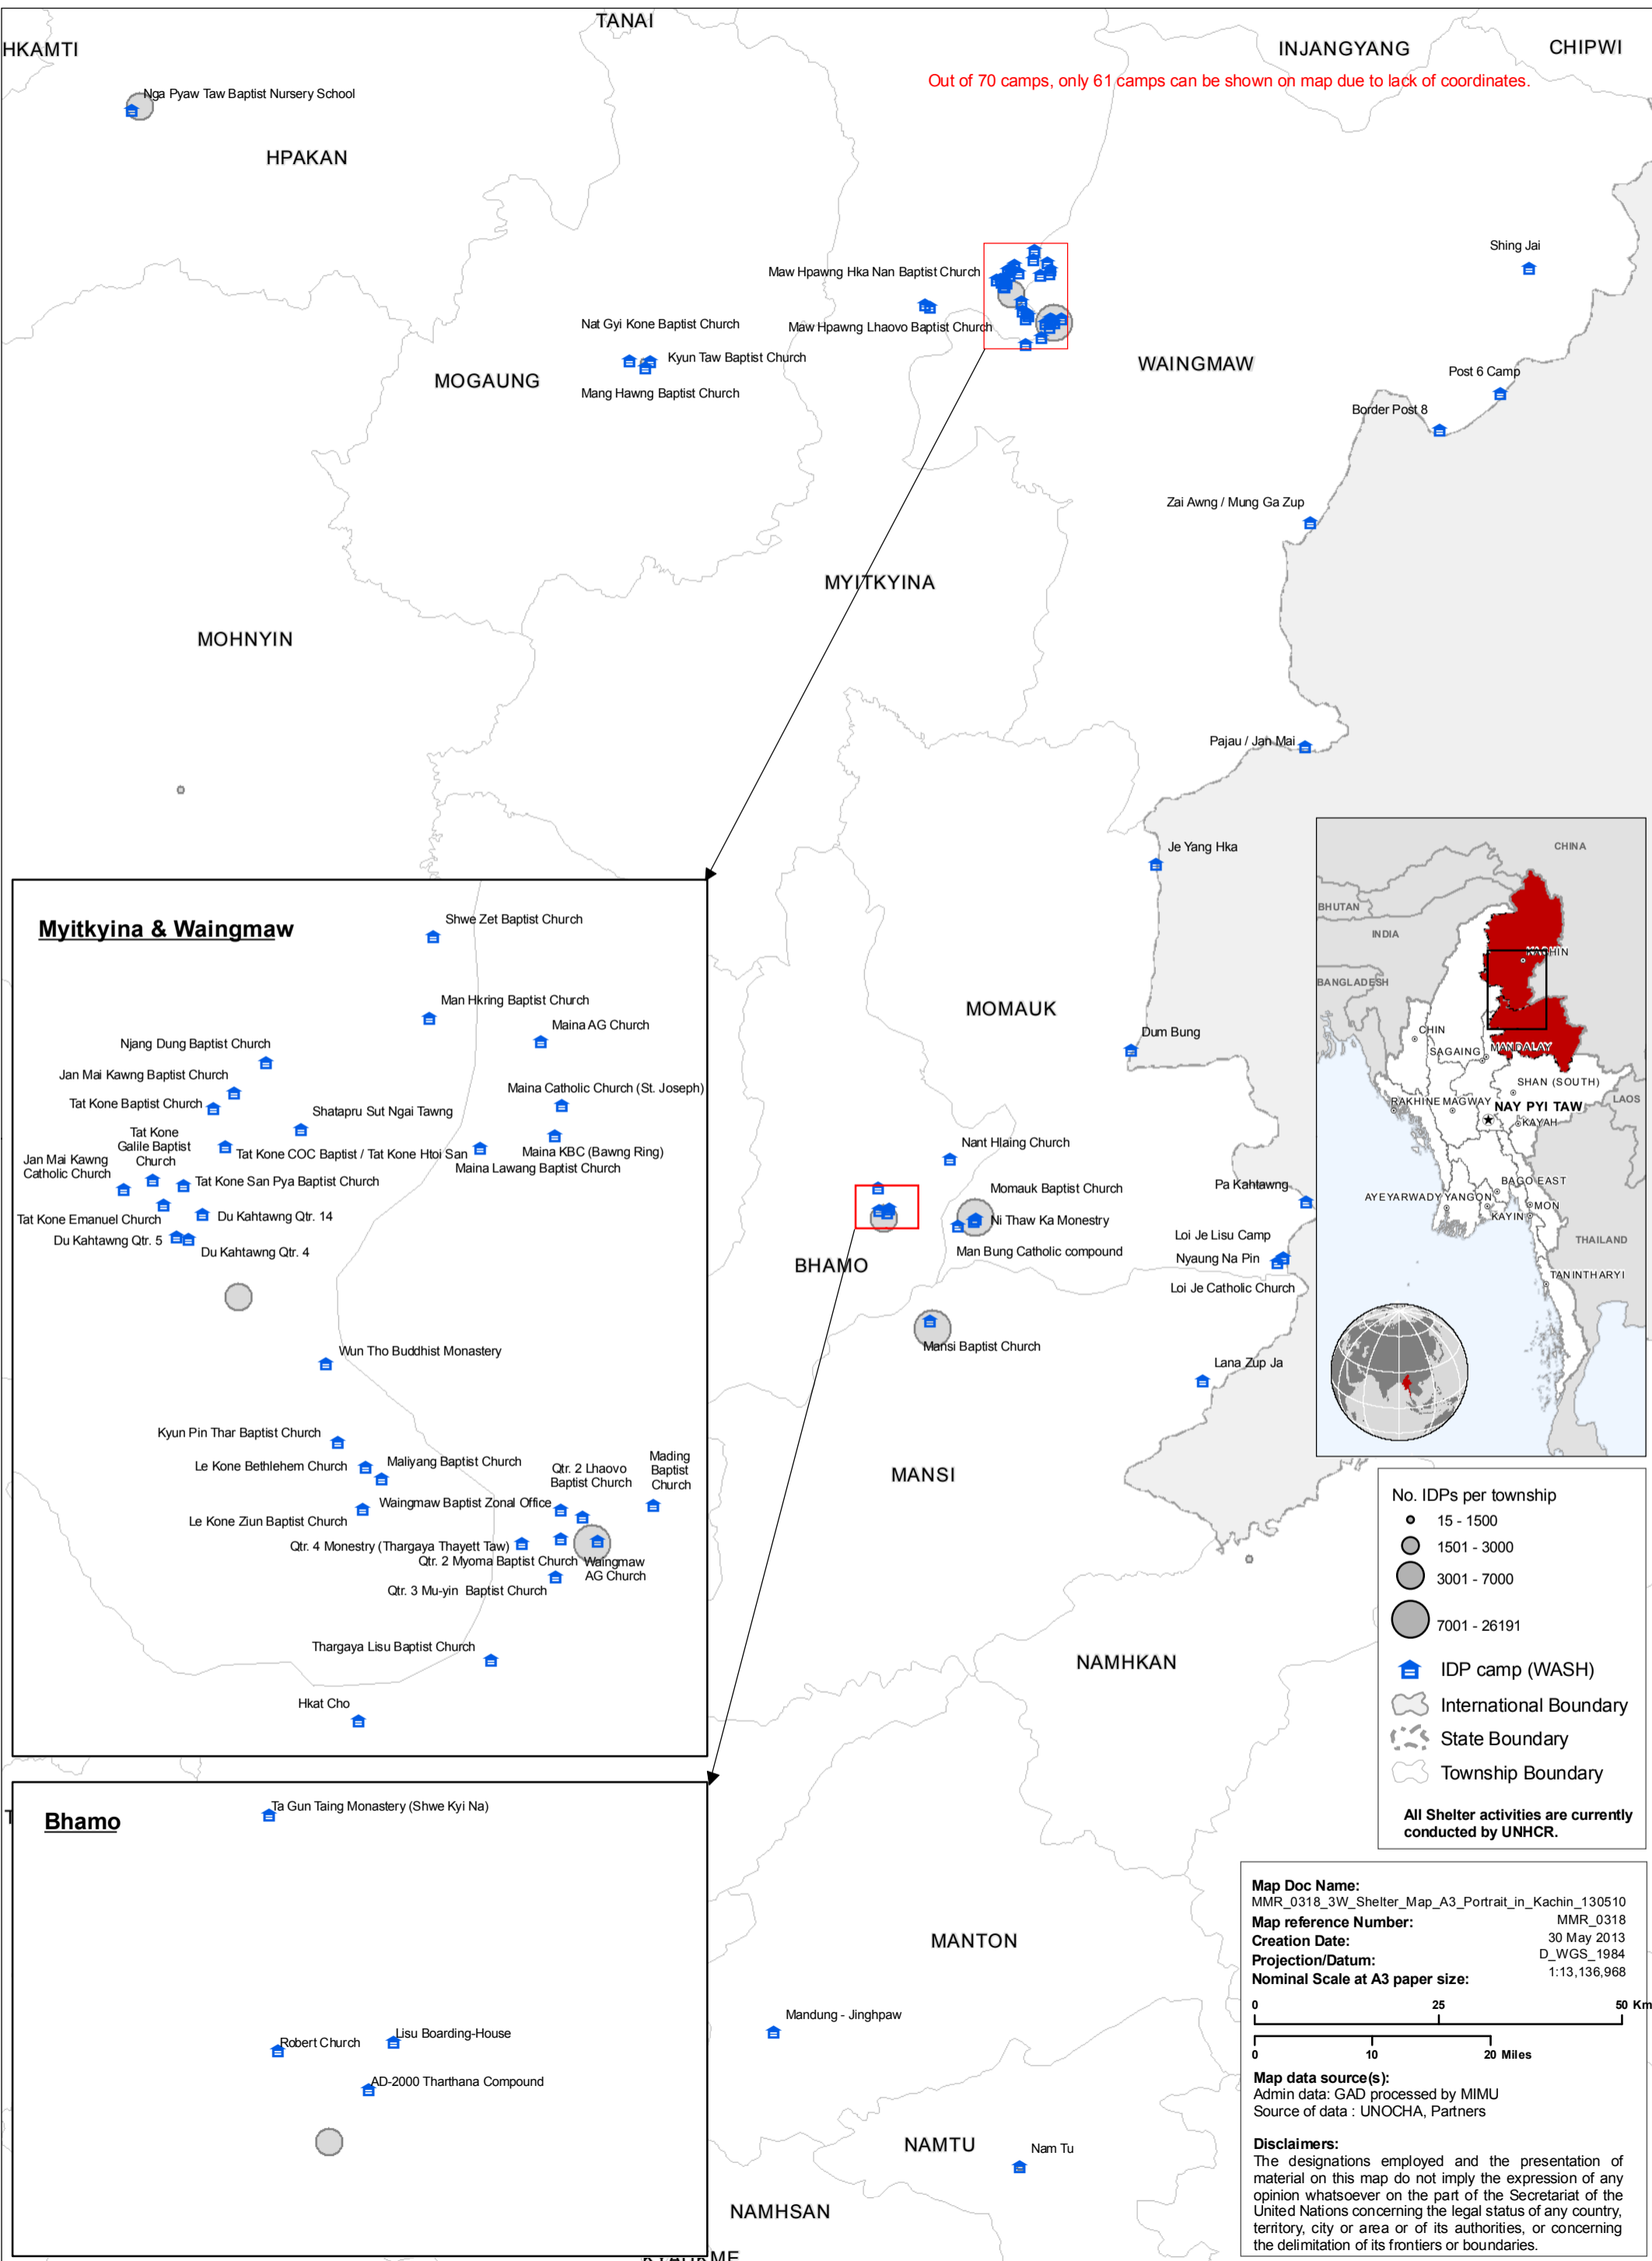 TANAI
HKAMTI
INJANGYANG
CHIPWI
Out of 70 camps, only 61 camps can be shown on map due to lack of coordinates.
Nga Pyaw Taw Baptist Nursery School
HPAKAN
Shing Jai
Maw Hpawng Hka Nan Baptist Church
Nat Gyi Kone Baptist Church
Maw Hpawng Lhaovo Baptist Church
Kyun Taw Baptist Church
WAINGMAW
MOGAUNG
Mang Hawng Baptist Church
Post 6 Camp
Border Post 8
Zai Awng / Mung Ga Zup
MYITKYINA
MOHNYIN
Pajau / Jan Mai
Je Yang Hka
MOMAUK
Dum Bung
Nant Hlaing Church
Momauk Baptist Church
Pa Kahtawng
Ni Thaw Ka Monestry
Loi Je Lisu Camp
Man Bung Catholic compound
Nyaung Na Pin
BHAMO
Loi Je Catholic Church
Mansi Baptist Church
Lana Zup Ja
MANSI
NAMHKAN
MANTON
Mandung - Jinghpaw
NAMTU
Nam Tu
NAMHSAN
KYAUKME
Myitkyina & Waingmaw
Shwe Zet Baptist Church
Man Hkring Baptist Church
Maina AG Church
Njang Dung Baptist Church
Jan Mai Kawng Baptist Church
Maina Catholic Church (St. Joseph)
Tat Kone Baptist Church
Shatapru Sut Ngai Tawng
Tat Kone
Galile Baptist
Church
Tat Kone COC Baptist / Tat Kone Htoi San
Maina KBC (Bawng Ring)
Jan Mai Kawng
Catholic Church
Maina Lawang Baptist Church
Tat Kone San Pya Baptist Church
Tat Kone Emanuel Church
Du Kahtawng Qtr. 14
Du Kahtawng Qtr. 5
Du Kahtawng Qtr. 4
Wun Tho Buddhist Monastery
Kyun Pin Thar Baptist Church
Le Kone Bethlehem Church
Maliyang Baptist Church
Qtr. 2 Lhaovo
Baptist Church
Mading
Baptist
Church
Waingmaw Baptist Zonal Office
Le Kone Ziun Baptist Church
Qtr. 4 Monestry (Thargaya Thayett Taw)
Qtr. 2 Myoma Baptist Church
Waingmaw
AG Church
Qtr. 3 Mu-yin Baptist Church
Thargaya Lisu Baptist Church
Hkat Cho
Bhamo
Ta Gun Taing Monastery (Shwe Kyi Na)
Robert Church
Lisu Boarding-House
AD-2000 Tharthana Compound
CHINA
BHUTAN
INDIA
KACHIN
BANGLADESH
CHIN
SAGAING
MANDALAY
SHAN (SOUTH)
LAOS
RAKHINE
MAGWAY
NAY PYI TAW
KAYAH
BAGO EAST
AYEYARWADY
YANGON
MON
KAYIN
THAILAND
TANINTHARYI
No. IDPs per township
15 - 1500
1501 - 3000
3001 - 7000
7001 - 26191
IDP camp (WASH)
International Boundary
State Boundary
Township Boundary
All Shelter activities are currently
conducted by UNHCR.
Map Doc Name:
MMR_0318_3W_Shelter_Map_A3_Portrait_in_Kachin_130510
Map reference Number: MMR_0318
Creation Date: 30 May 2013
Projection/Datum: D_WGS_1984
Nominal Scale at A3 paper size: 1:13,136,968
0 25 50 Km
0 10 20 Miles
Map data source(s):
Admin data: GAD processed by MIMU
Source of data : UNOCHA, Partners
Disclaimers:
The designations employed and the presentation of
material on this map do not imply the expression of any
opinion whatsoever on the part of the Secretariat of the
United Nations concerning the legal status of any country,
territory, city or area or of its authorities, or concerning
the delimitation of its frontiers or boundaries.